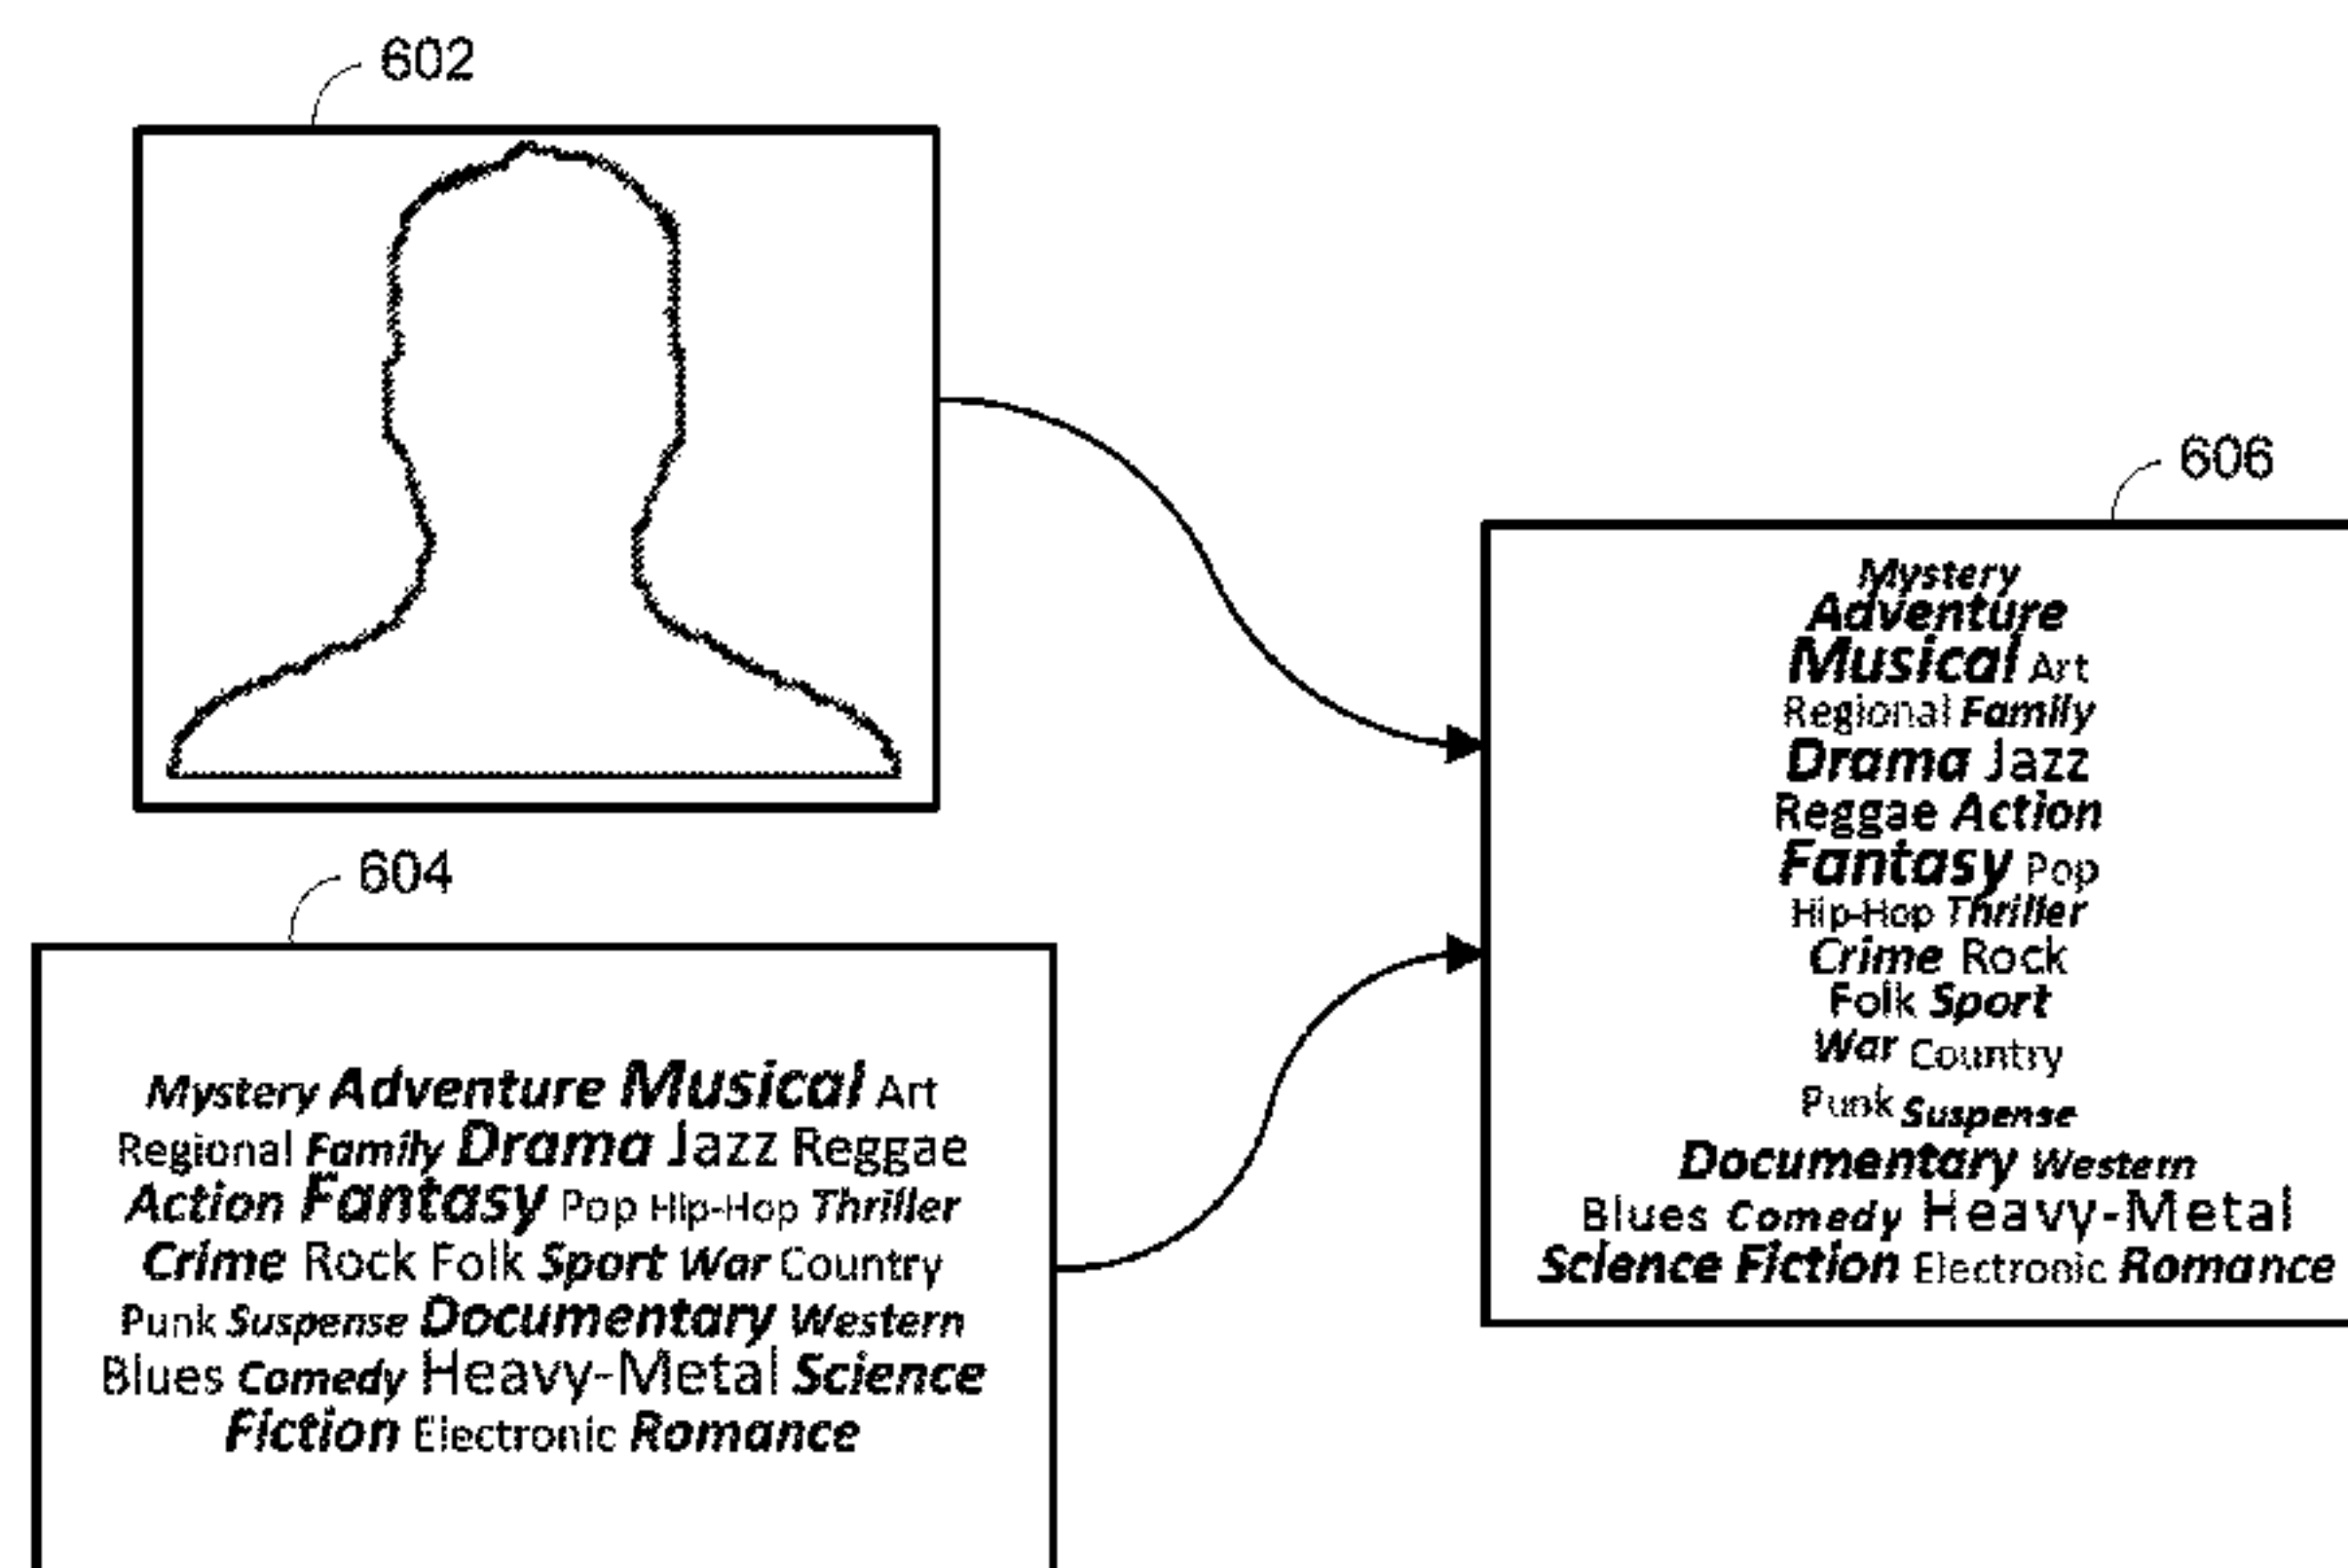 602
604
Mystery Adventure Musical Art
Regional Family Drama Jazz Reggae
Action Fantasy Pop Hip-Hop Thriller
Crime Rock Folk Sport War Country
Punk Suspense Documentary Western
Blues Comedy Heavy-Metal Science
Fiction Electronic Romance
606
Mystery
Adventure
Musical Art
Regional Family
Drama Jazz
Reggae Action
Fantasy Pop
Hip-Hop Thriller
Crime Rock
Folk Sport
War Country
Punk Suspense
Documentary Western
Blues Comedy Heavy-Metal
Science Fiction Electronic Romance